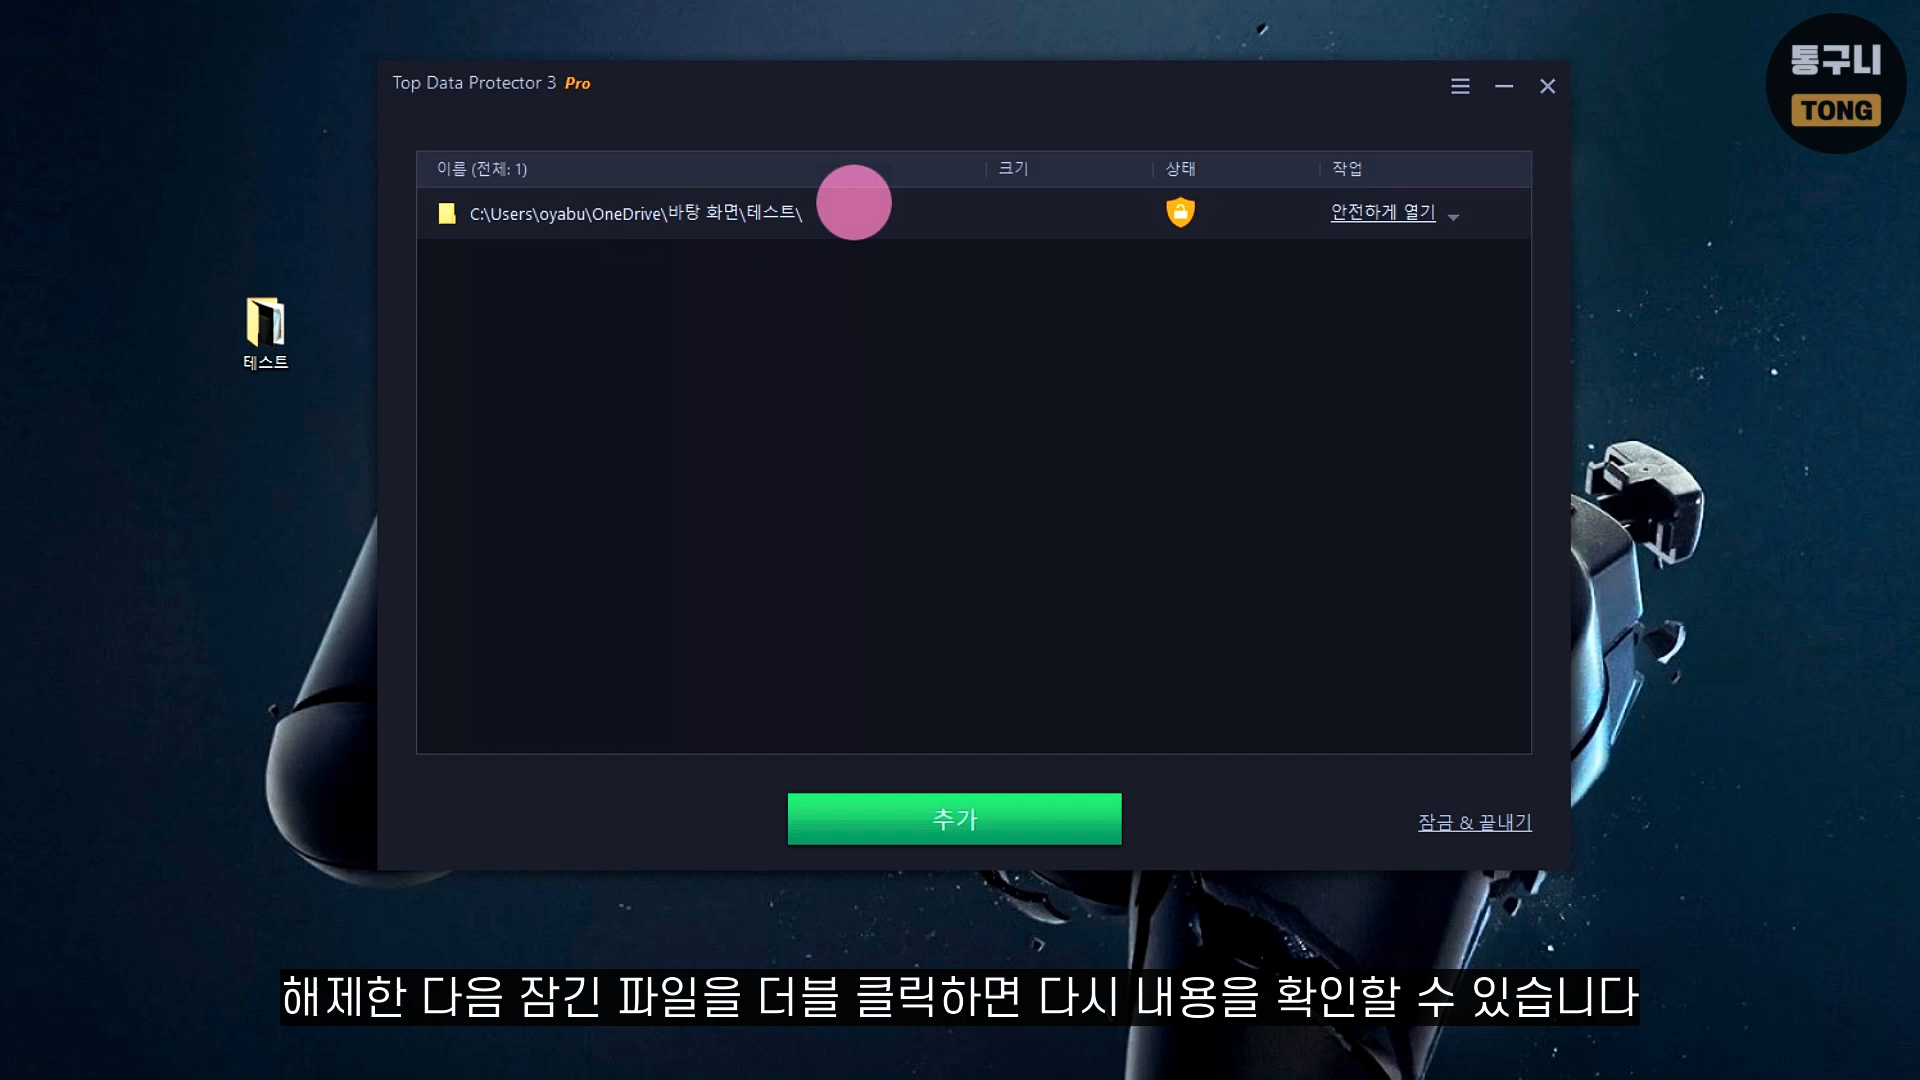 통구니
TONG
Top Data Protector 3 Pro
이름 (전체: 1)
크기
상태
작업
C:\Users\oyabu\OneDrive\바탕 화면\테스트\
안전하게 열기
테스트
추가
잠금 & 끝내기
해제한 다음 잠긴 파일을 더블 클릭하면 다시 내용을 확인할 수 있습니다